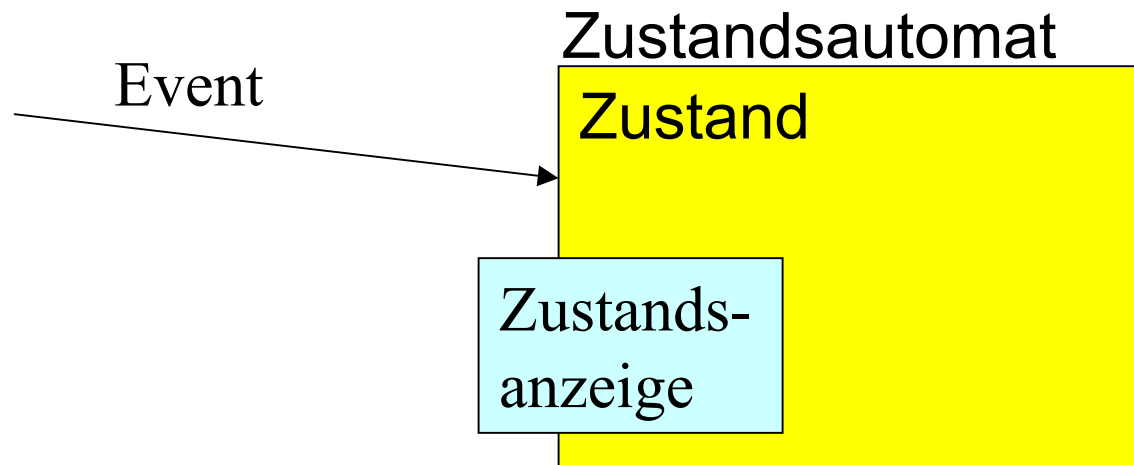 Zustandsautomat
Event
Zustand
Zustands-
anzeige